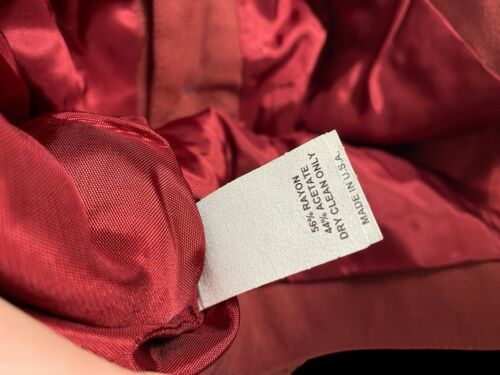 56% RAYON
44% ACETATE
DRY CLEAN ONLY
MADE IN U.S.A.